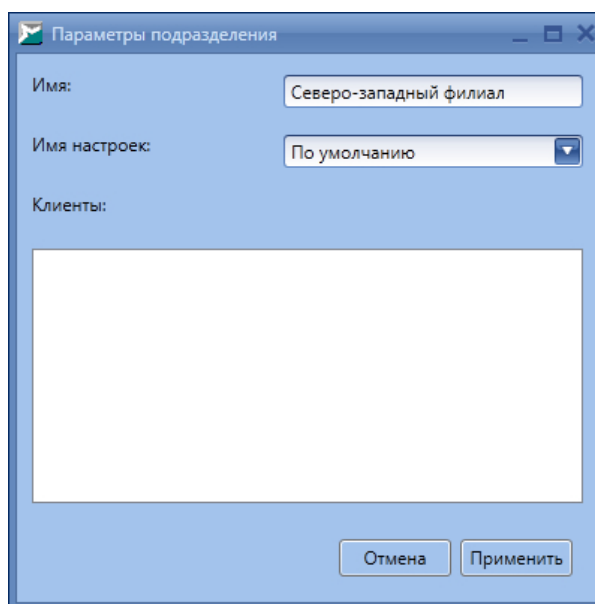 Параметры подразделения
Имя: Северо-западный филиал
Имя настроек: По умолчанию
Клиенты:
Отмена Применить